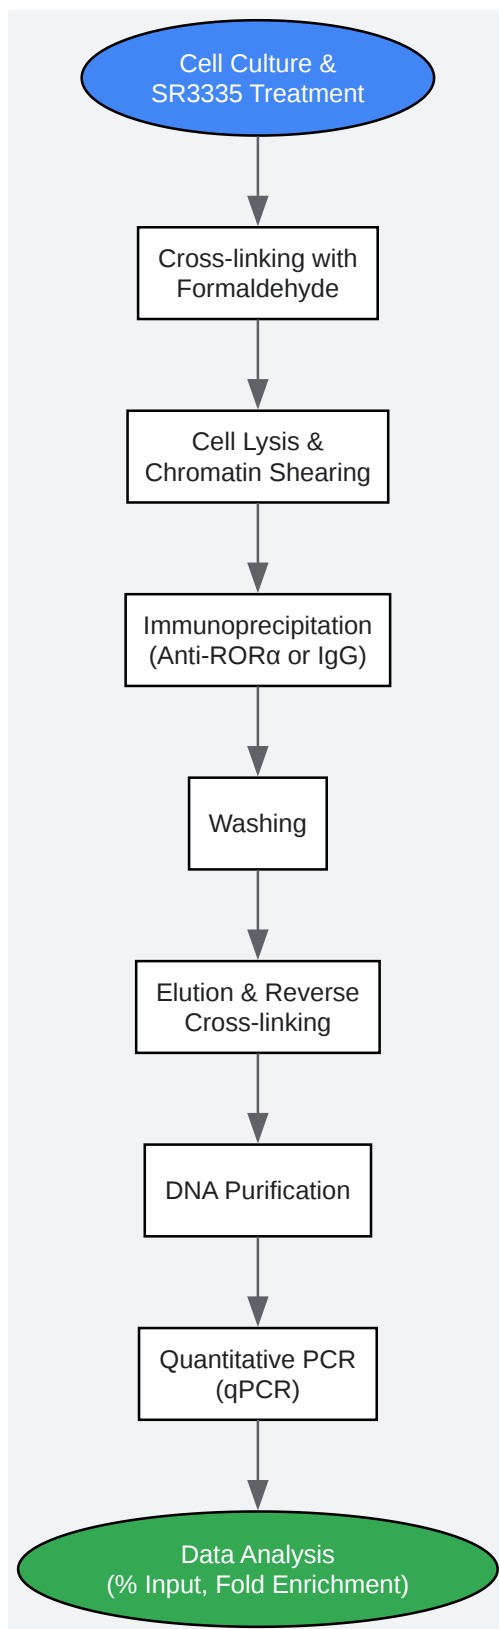 Cell Culture &
SR3335 Treatment
Cross-linking with
Formaldehyde
Cell Lysis &
Chromatin Shearing
Immunoprecipitation
(Anti-RORα or IgG)
Washing
Elution & Reverse
Cross-linking
DNA Purification
Quantitative PCR
(qPCR)
Data Analysis
(% Input, Fold Enrichment)